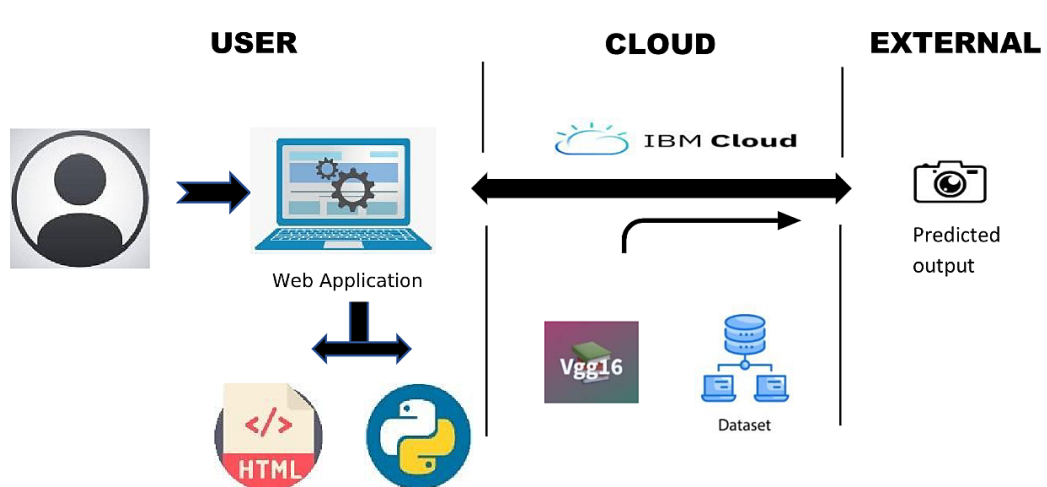 USER
CLOUD
EXTERNAL
IBM Cloud
Web Application
Predicted
output
</>
HTML
Vgg16
Dataset